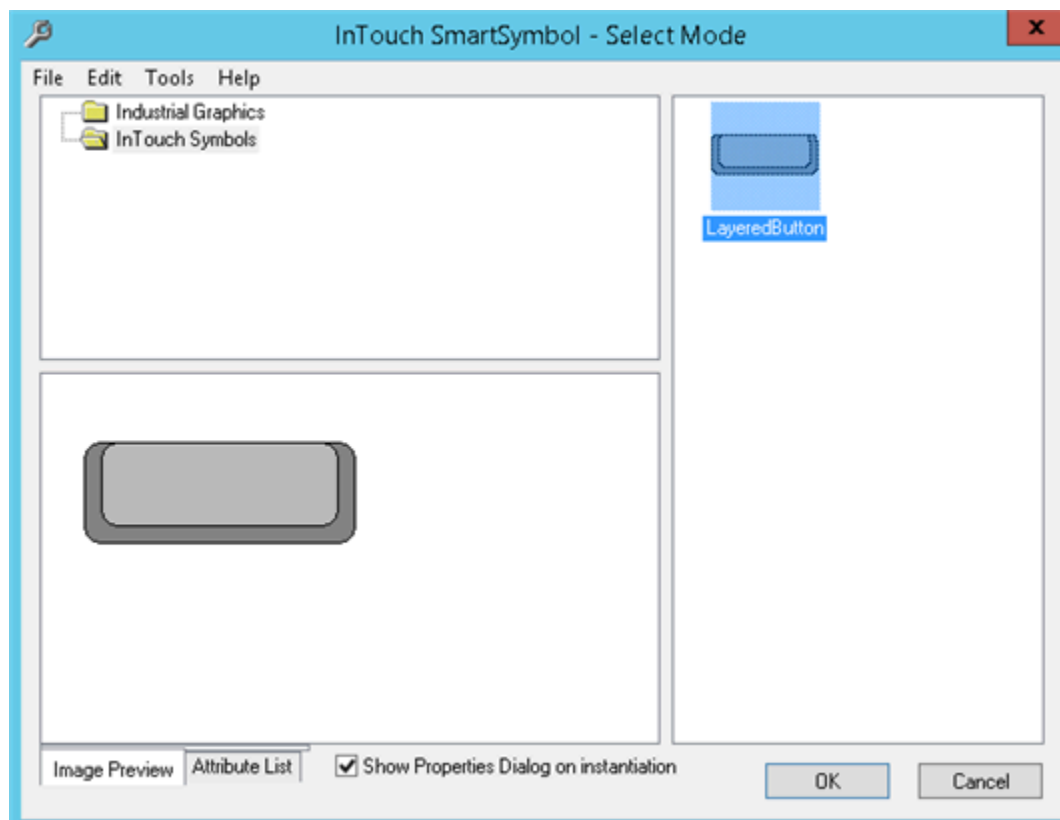 InTouch SmartSymbol - Select Mode
x
File Edit Tools Help
Industrial Graphics
InTouch Symbols
LayeredButton
Image Preview Attribute List Show Properties Dialog on instantiation
OK Cancel